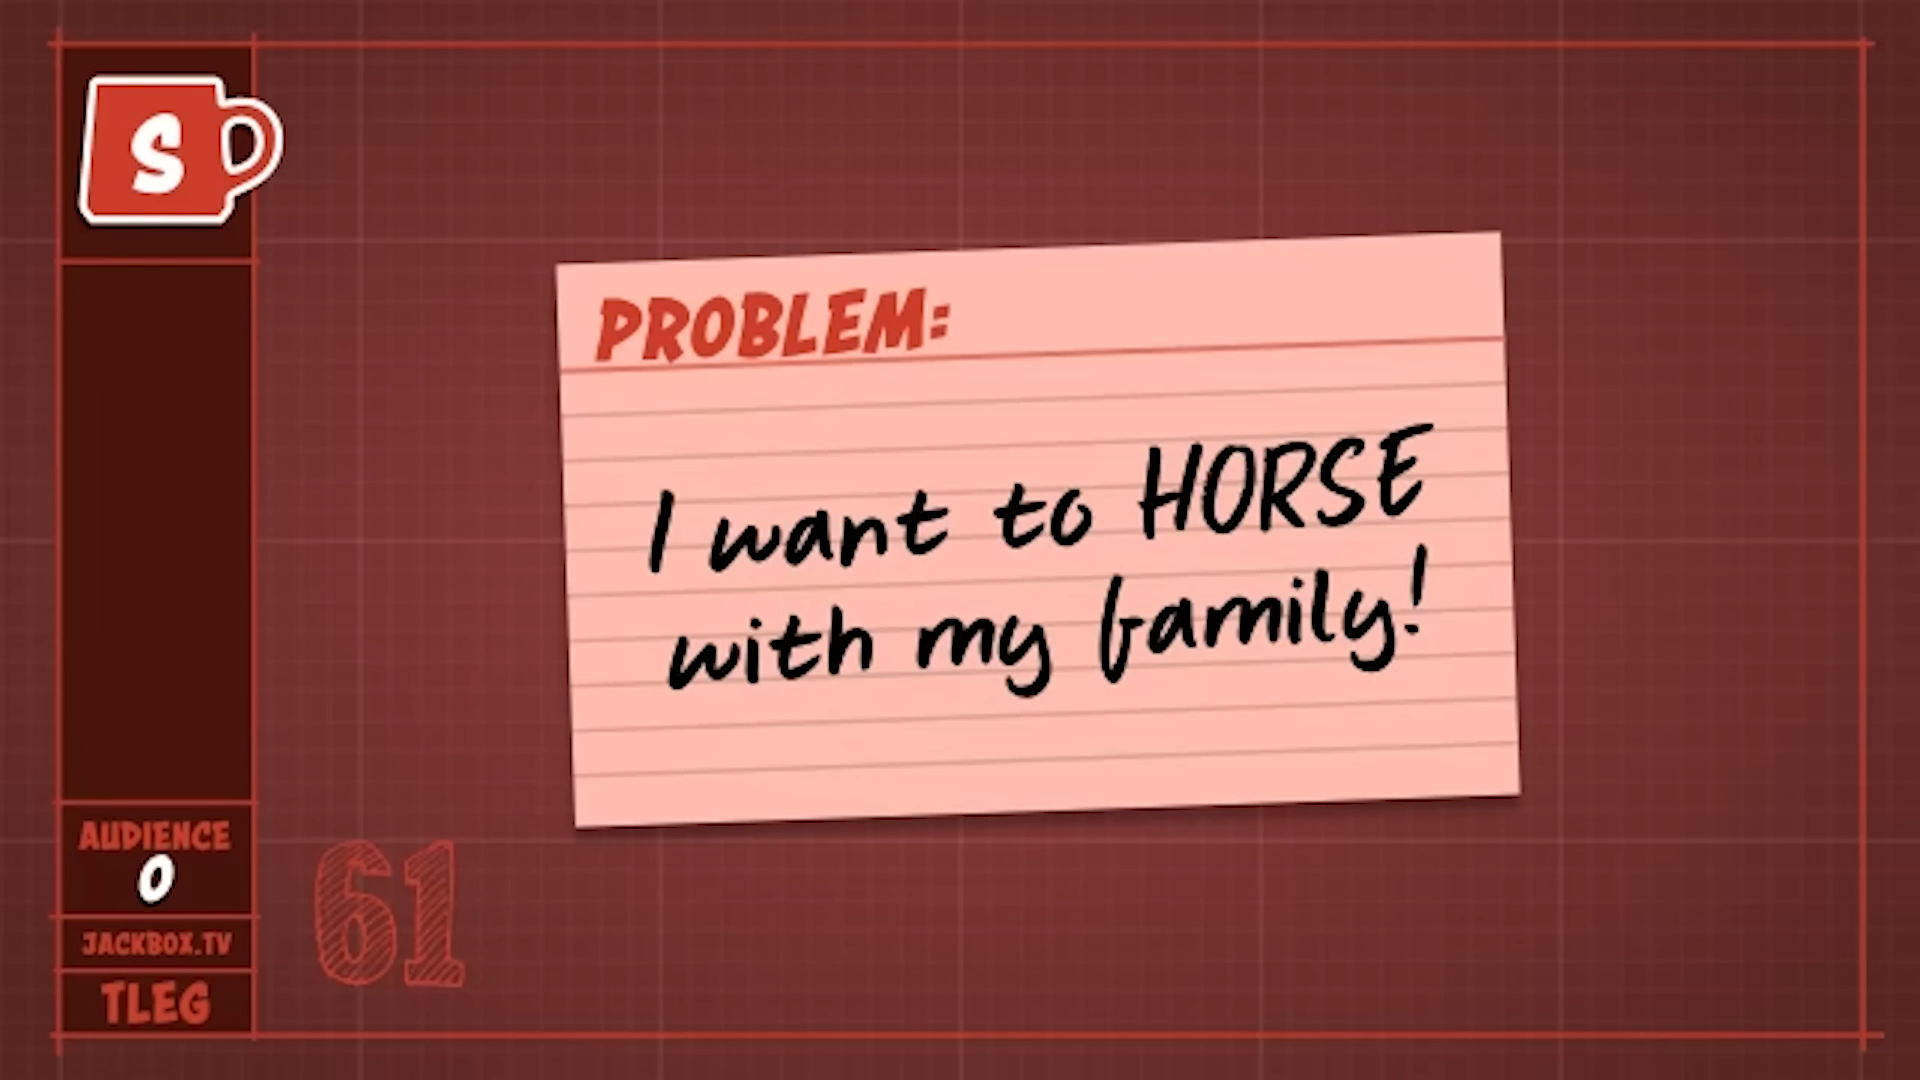 S
PROBLEM:
I want to HORSE
with my family!
AUDIENCE
0
JACKBOX.TV
TLEG
61